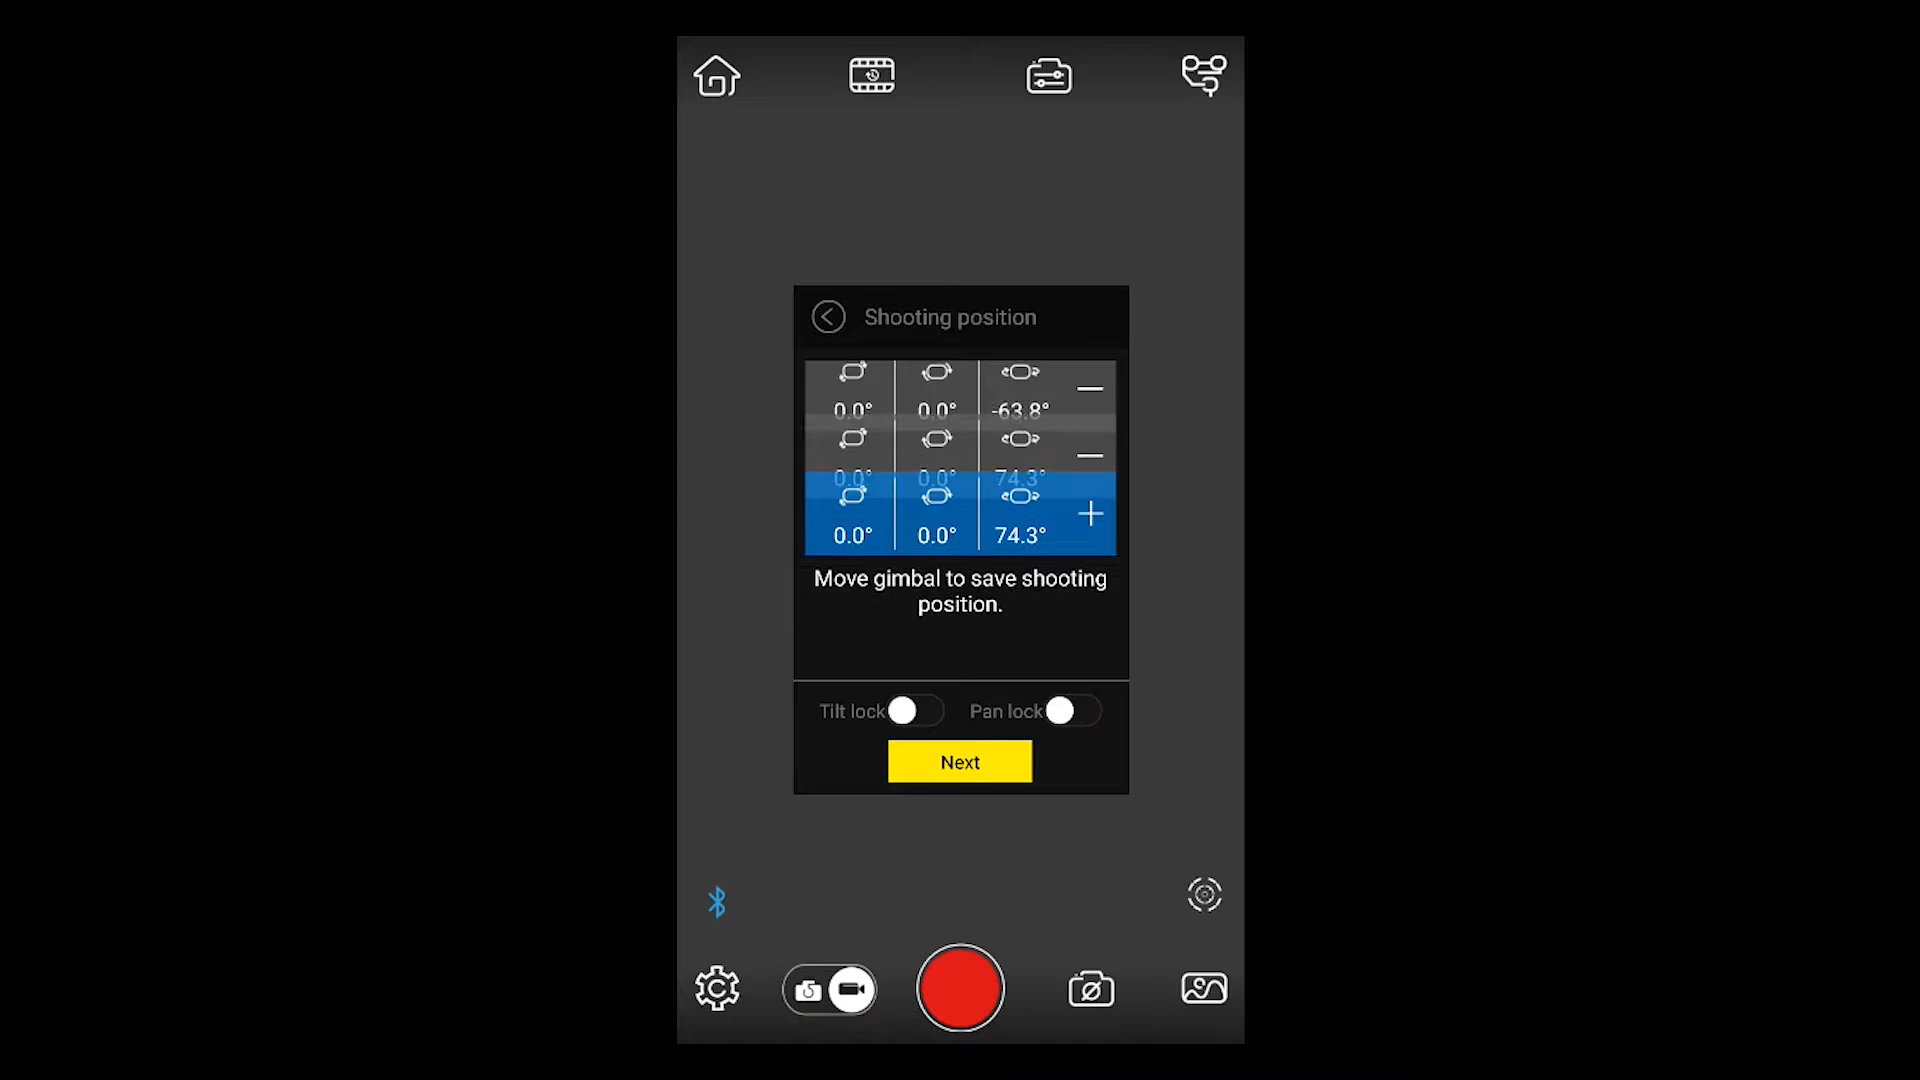 Shooting position
0.0° 0.0° -63.8°
0.0° 0.0° 74.3°
0.0° 0.0° 74.3°
Move gimbal to save shooting
position.
Tilt lock Pan lock
Next